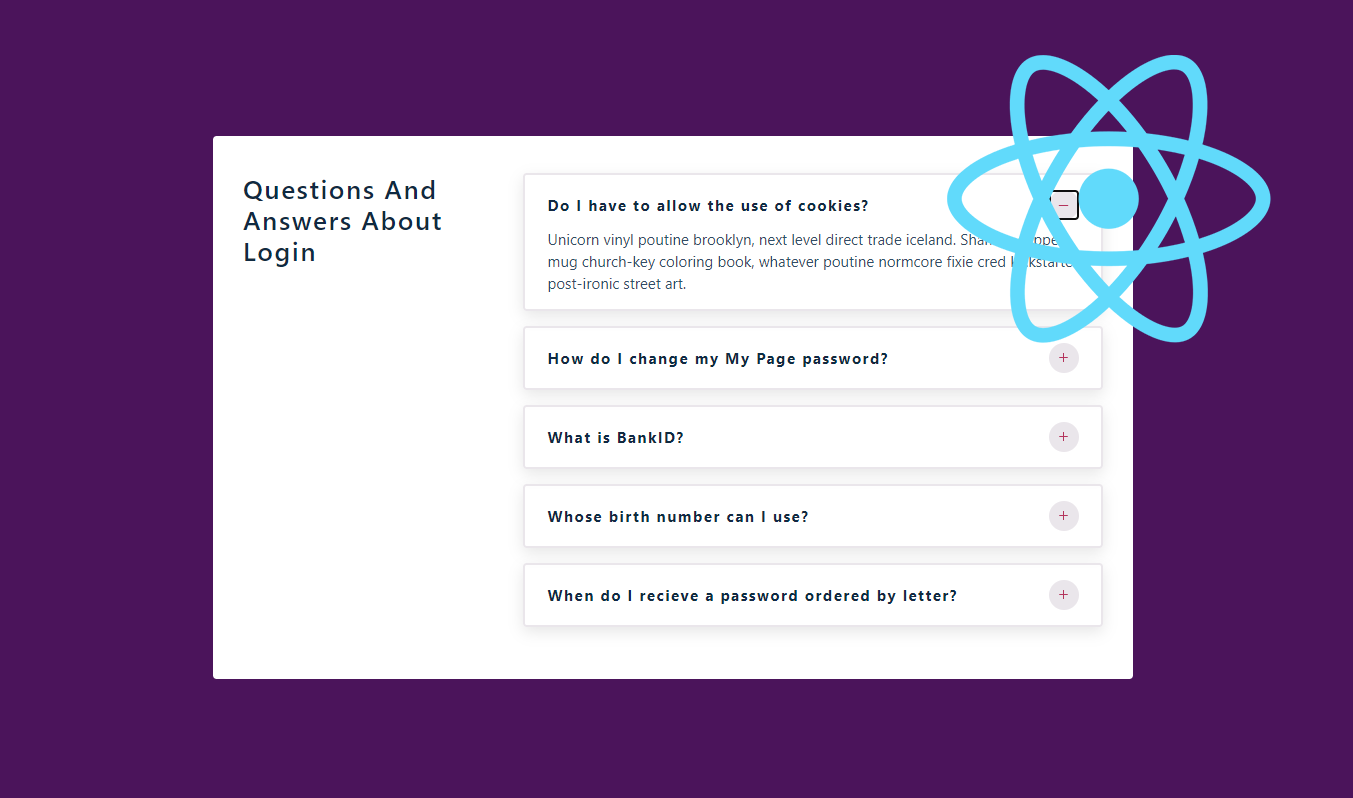 Questions And
Answers About
Login
Do I have to allow the use of cookies?
Unicorn vinyl poutine brooklyn, next level direct trade iceland.
mug church-key coloring book, whatever poutine normcore fixie cred
post-ironic street art.
How do I change my My Page password?
What is BankID?
Whose birth number can I use?
When do I recieve a password ordered by letter?